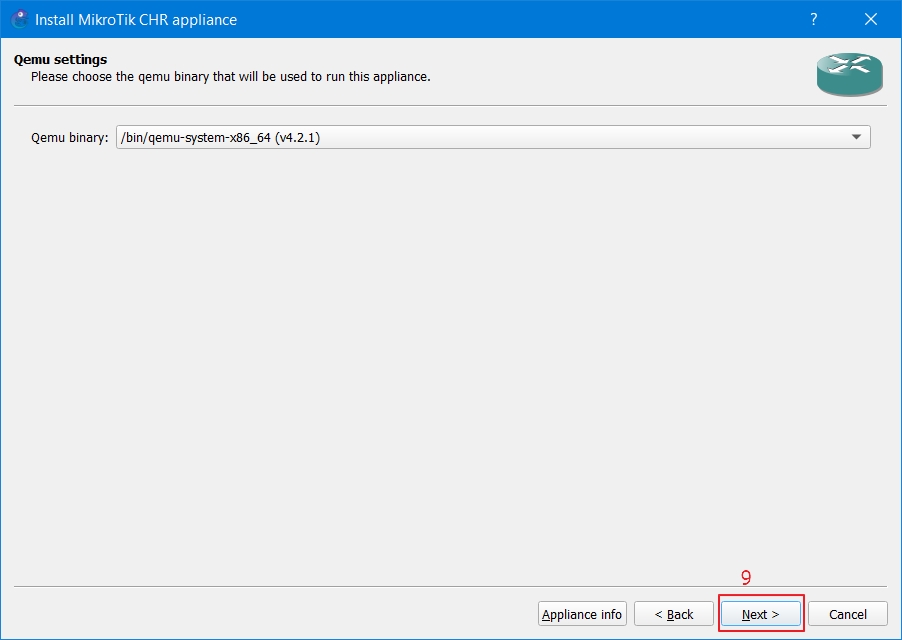 Install MikroTik CHR appliance
?
Qemu settings
Please choose the qemu binary that will be used to run this appliance.
Qemu binary: /bin/qemu-system-x86_64 (v4.2.1)
9
Appliance info < Back Next > Cancel